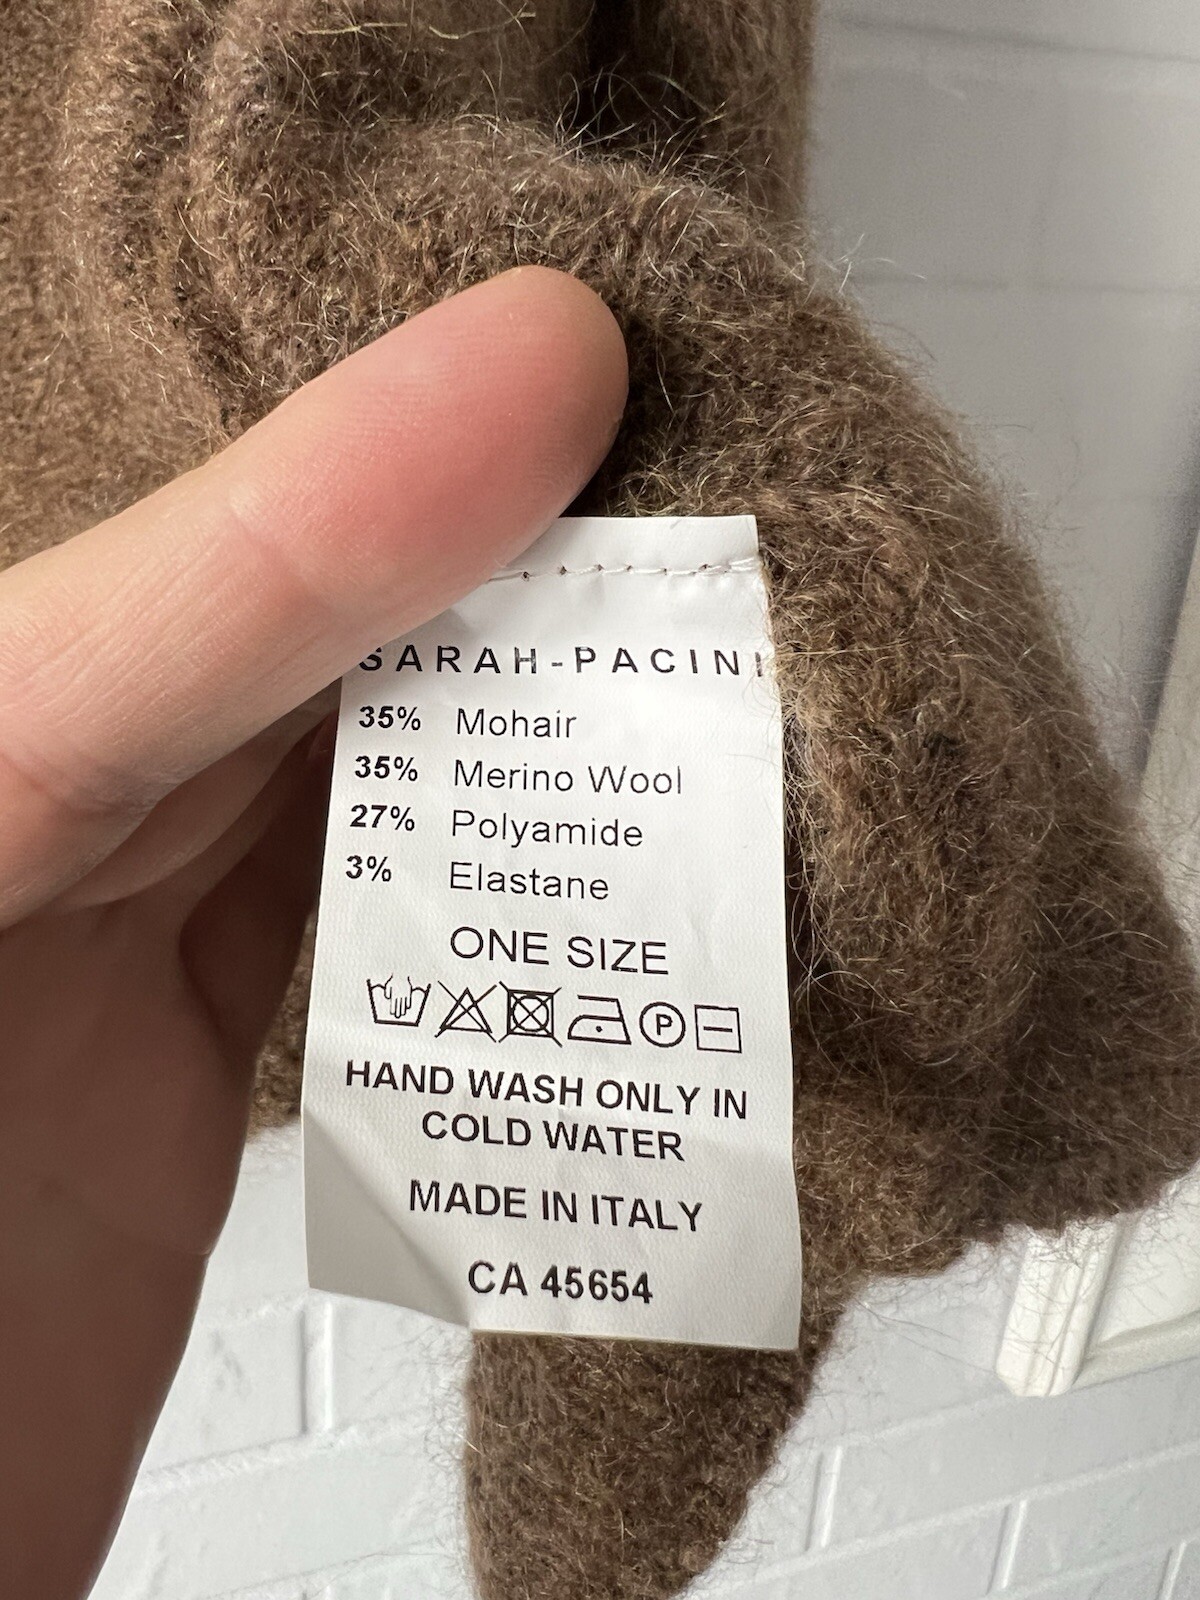 SARAH-PACINI
35% Mohair
35% Merino Wool
27% Polyamide
3% Elastane
ONE SIZE
P
HAND WASH ONLY IN
COLD WATER
MADE IN ITALY
CA 45654